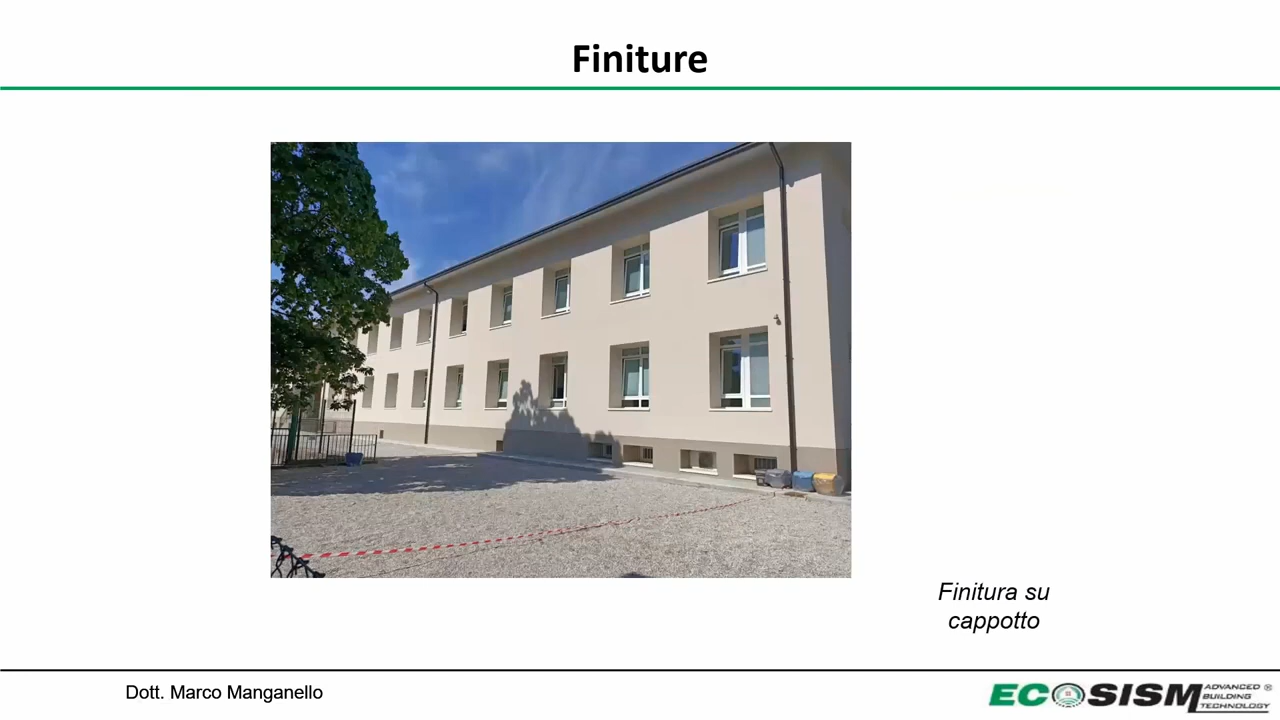 Finiture
Finitura su
cappotto
Dott. Marco Manganello
ECOSISM
ADVANCED ®
BUILDING
TECHNOLOGY